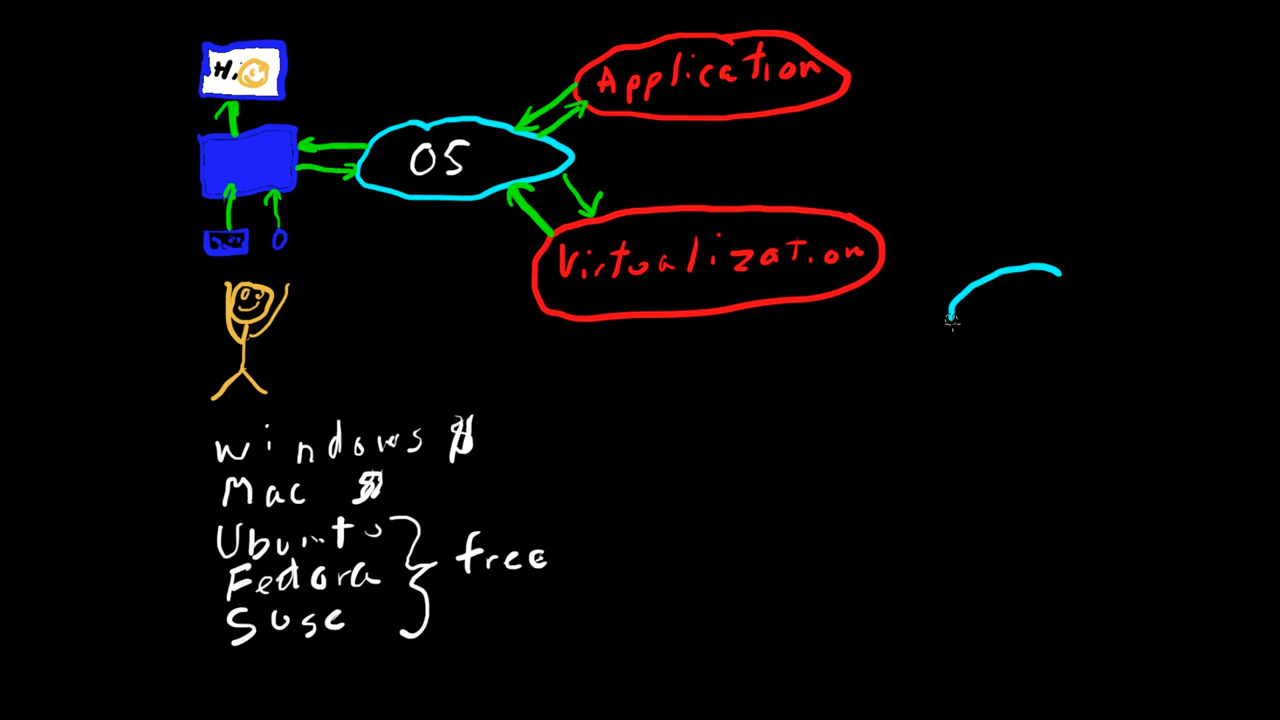 Hi
Application
OS
Virtualization
Windows $
Mac $
Ubuntu
Fedora
Suse
free